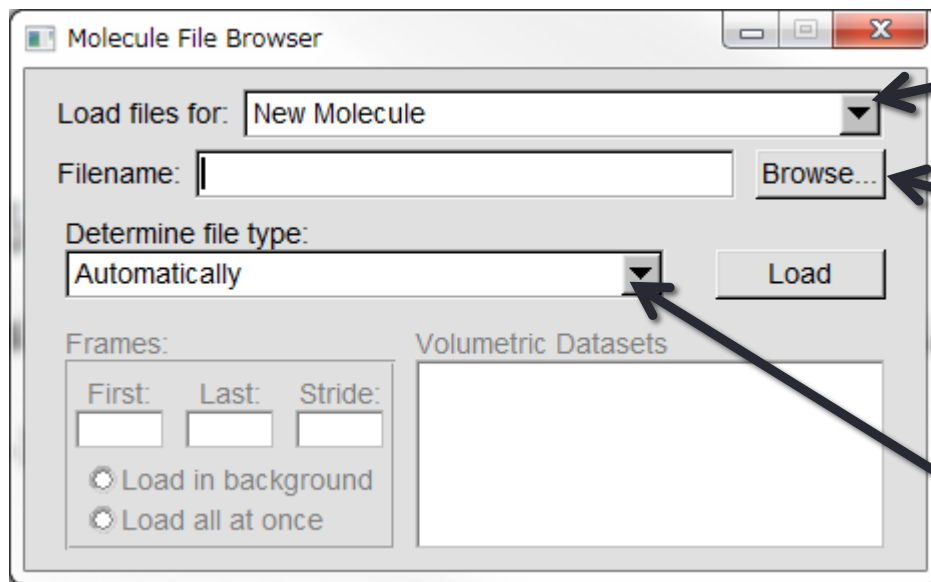 Molecule File Browser
Load files for: New Molecule
Filename: Browse...
Determine file type:
Automatically Load
Frames: Volumetric Datasets
First: Last: Stride:
Load in background
Load all at once